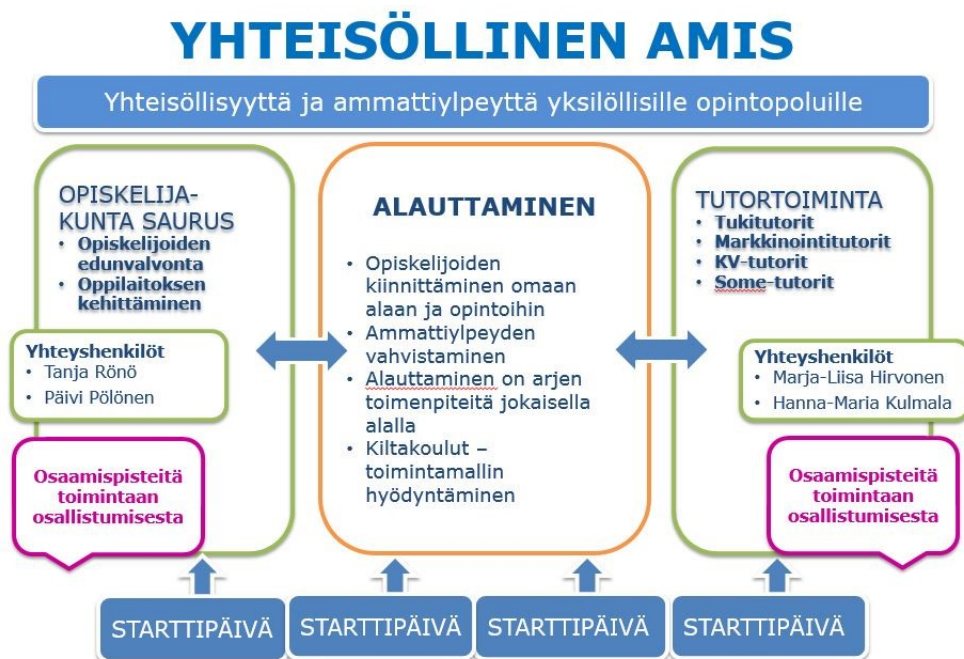 YHTEISÖLLINEN AMIS
Yhteisöllisyyttä ja ammattiylpeyttä yksilöllisille opintopoluille
OPISKELIJA-
KUNTA SAURUS
• Opiskelijoiden
edunvalvonta
• Oppilaitoksen
kehittäminen
Yhteyshenkilöt
• Tanja Rönö
• Päivi Pölönen
Osaamispisteitä
toimintaan
osallistumisesta
ALAUTTAMINEN
• Opiskelijoiden
kiinnittäminen omaan
alaan ja opintoihin
• Ammattiylpeyden
vahvistaminen
• Alauttaminen on arjen
toimenpiteitä jokaisella
alalla
• Kiltakoulut –
toimintamallin
hyödyntäminen
TUTORTOIMINTA
• Tukitutorit
• Markkinointitutorit
• KV-tutorit
• Some-tutorit
Yhteyshenkilöt
• Marja-Liisa Hirvonen
• Hanna-Maria Kulmala
Osaamispisteitä
toimintaan
osallistumisesta
STARTTIPÄIVÄ
STARTTIPÄIVÄ
STARTTIPÄIVÄ
STARTTIPÄIVÄ